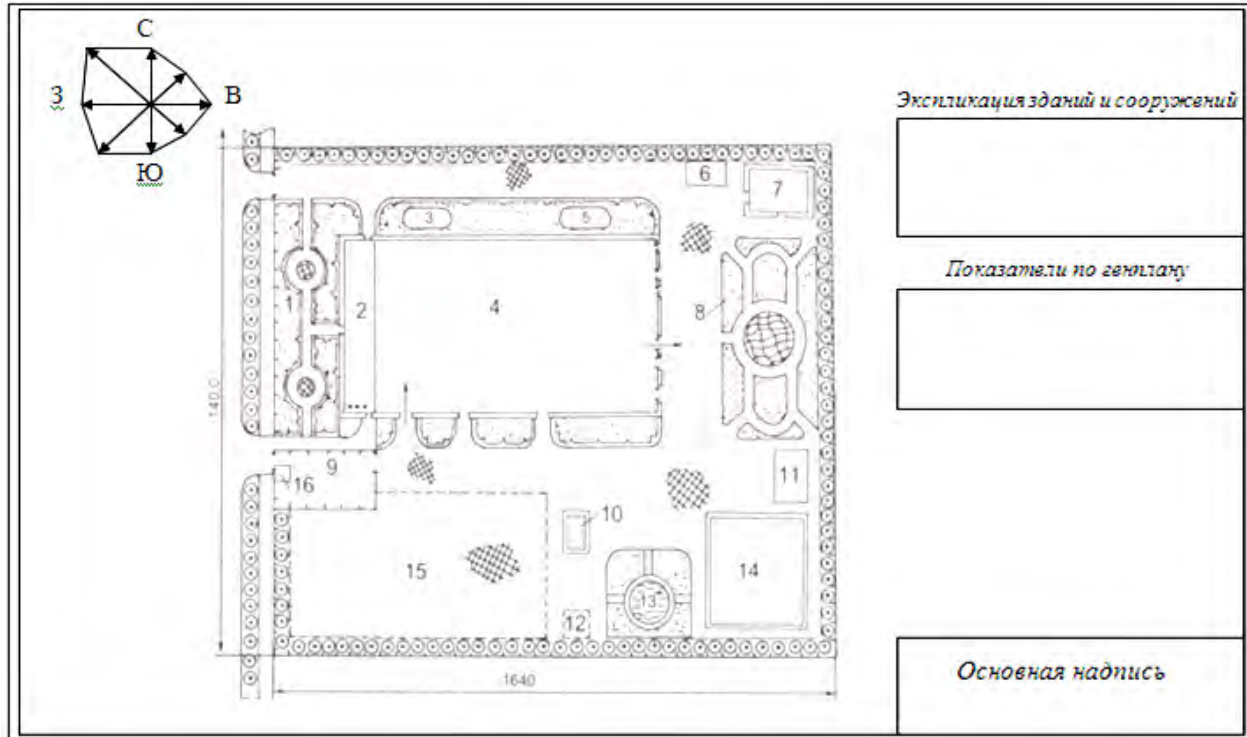 С
З
В
Ю
Экспликация зданий и сооружений
Показатели по генплану
6
7
3
5
1
2
4
8
9
16
11
10
15
14
13
12
140.0
1640
Основная надпись